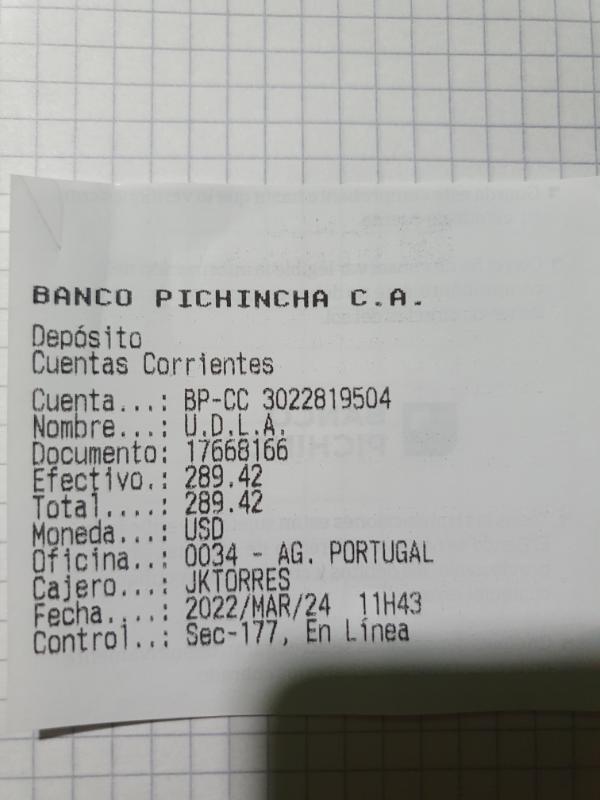 BANCO PICHINCHA C.A.
Depósito
Cuentas Corrientes
Cuenta...: BP-CC 3022819504
Nombre...: U.D.L.A.
Documento: 17668166
Efectivo.: 289.42
Total....: 289.42
Moneda...: USD
Oficina..: 0034 - AG. PORTUGAL
Cajero...: JKTORRES
Fecha....: 2022/MAR/24 11H43
Control..: Sec-177, En Línea